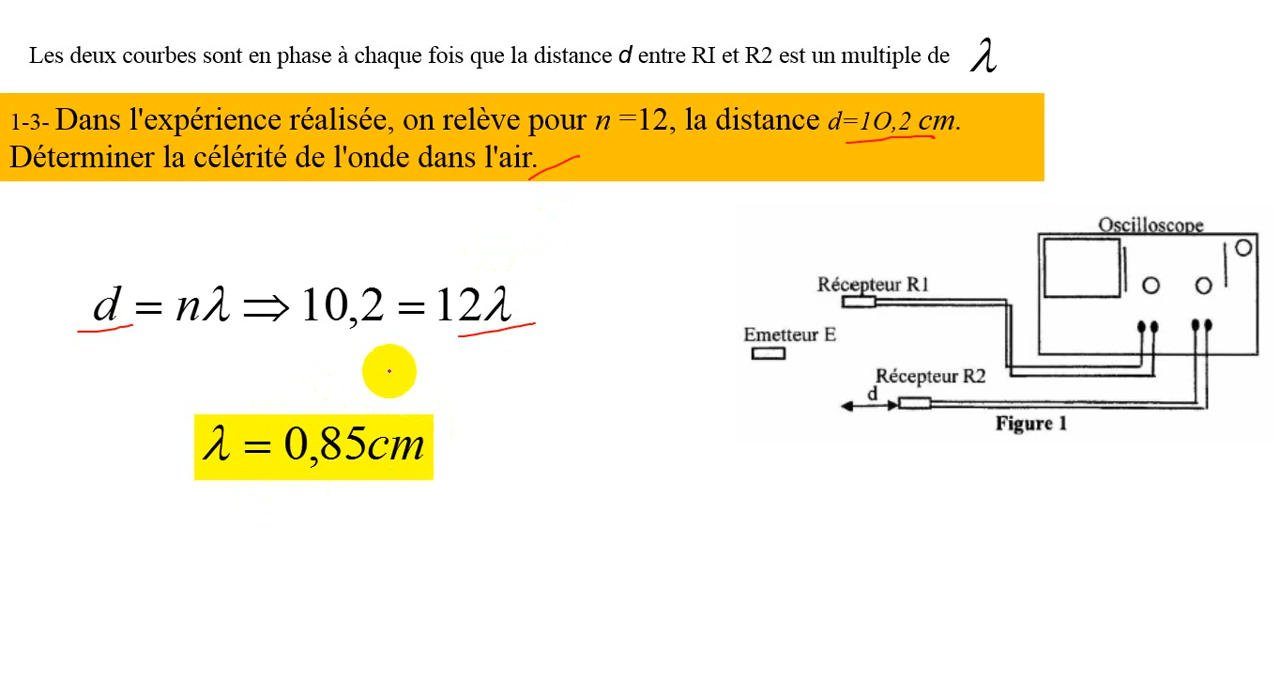 Les deux courbes sont en phase à chaque fois que la distance d entre RI et R2 est un multiple de λ
1-3- Dans l'expérience réalisée, on relève pour n =12, la distance d=1O,2 cm.
Déterminer la célérité de l'onde dans l'air.
d = nλ ⇒ 10,2 = 12λ
λ = 0,85cm
Oscilloscope
Récepteur R1
Emetteur E
Récepteur R2
d
Figure 1